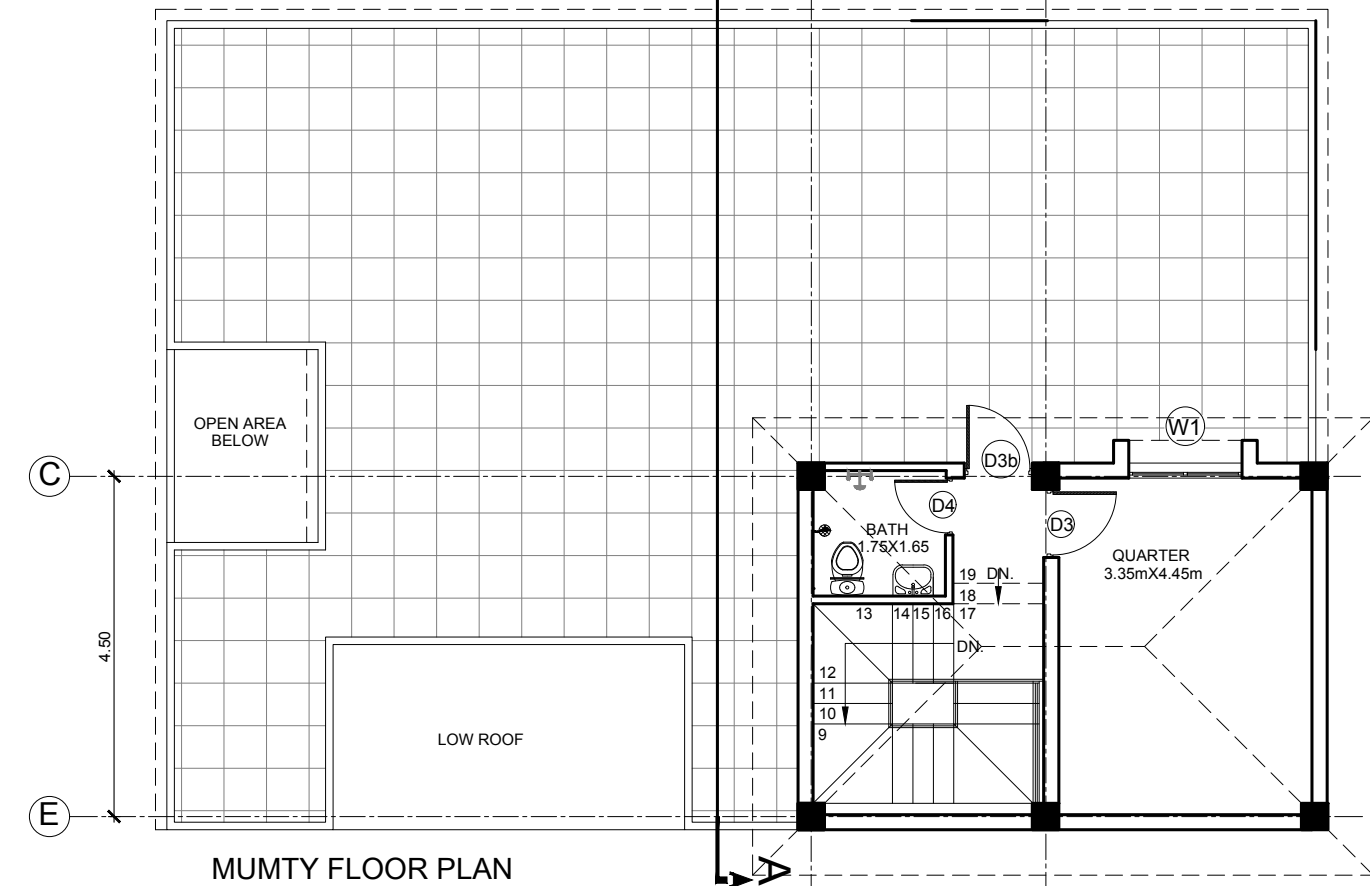 OPEN AREA
BELOW
W1
C
D3b
D4
D3
BATH
1.75X1.65
QUARTER
3.35mX4.45m
19 DN.
18
13 14 15 16 17
DN.
4.50
12
11
10
9
LOW ROOF
E
MUMTY FLOOR PLAN
A